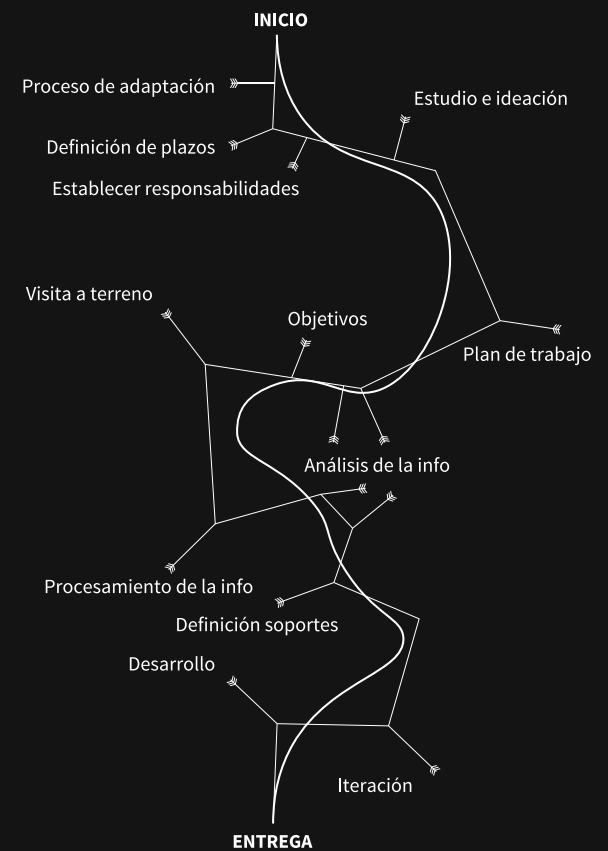 INICIO
Proceso de adaptación
Estudio e ideación
Definición de plazos
Establecer responsabilidades
Visita a terreno
Objetivos
Plan de trabajo
Análisis de la info
Procesamiento de la info
Definición soportes
Desarrollo
Iteración
ENTREGA